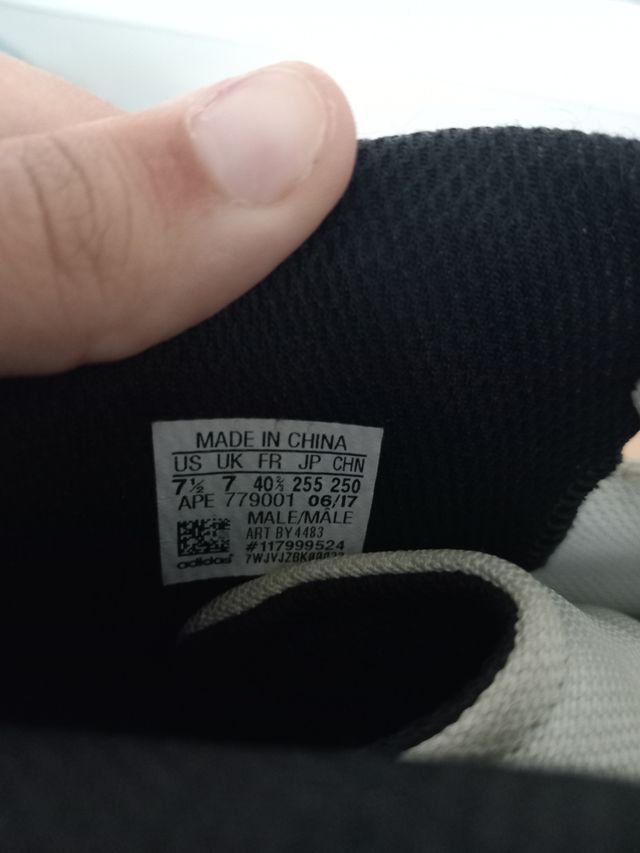 MADE IN CHINA
US UK FR JP CHN
7½ 7 40⅔ 255 250
APE 779001 06/17
MALE/MÂLE
ART BY4483
#117999524
adidas